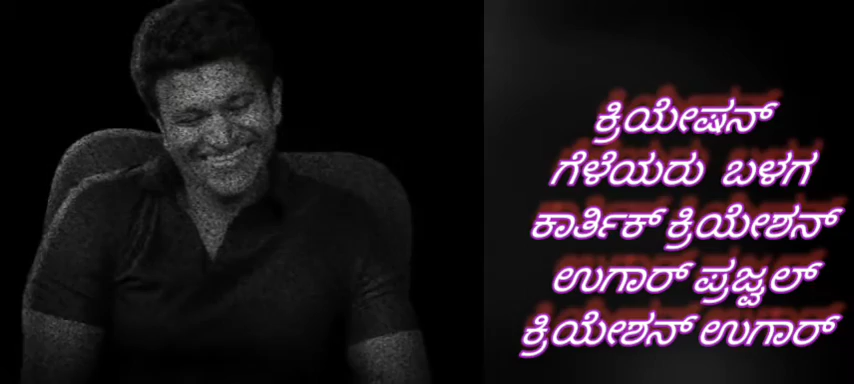 ಕ್ರಿಯೇಷನ್
ಗೆಳೆಯರು ಬಳಗ
ಕಾರ್ತಿಕ್ ಕ್ರಿಯೇಶನ್
ಉಗಾರ್ ಪ್ರಜ್ವಲ್
ಕ್ರಿಯೇಶನ್ ಉಗಾರ್